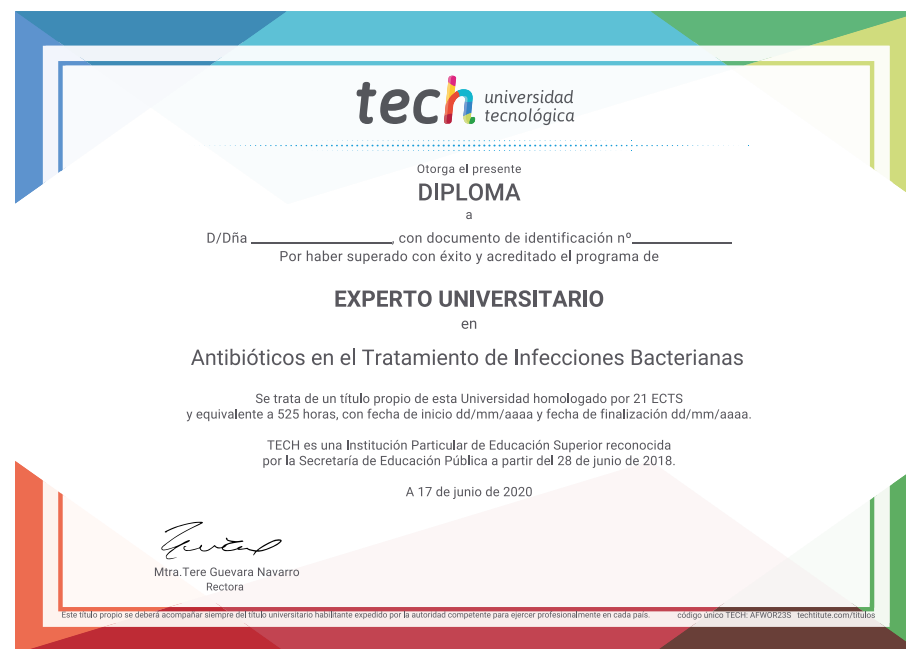 tech universidad
tecnológica
Otorga el presente
DIPLOMA
a
D/Dña ____________________, con documento de identificación nº______________
Por haber superado con éxito y acreditado el programa de
EXPERTO UNIVERSITARIO
en
Antibióticos en el Tratamiento de Infecciones Bacterianas
Se trata de un título propio de esta Universidad homologado por 21 ECTS
y equivalente a 525 horas, con fecha de inicio dd/mm/aaaa y fecha de finalización dd/mm/aaaa.
TECH es una Institución Particular de Educación Superior reconocida
por la Secretaría de Educación Pública a partir del 28 de junio de 2018.
A 17 de junio de 2020
Mtra.Tere Guevara Navarro
Rectora
Este título propio se deberá acompañar siempre del título universitario habilitante expedido por la autoridad competente para ejercer profesionalmente en cada país. código único TECH: AFWOR23S techtitute.com/titulos